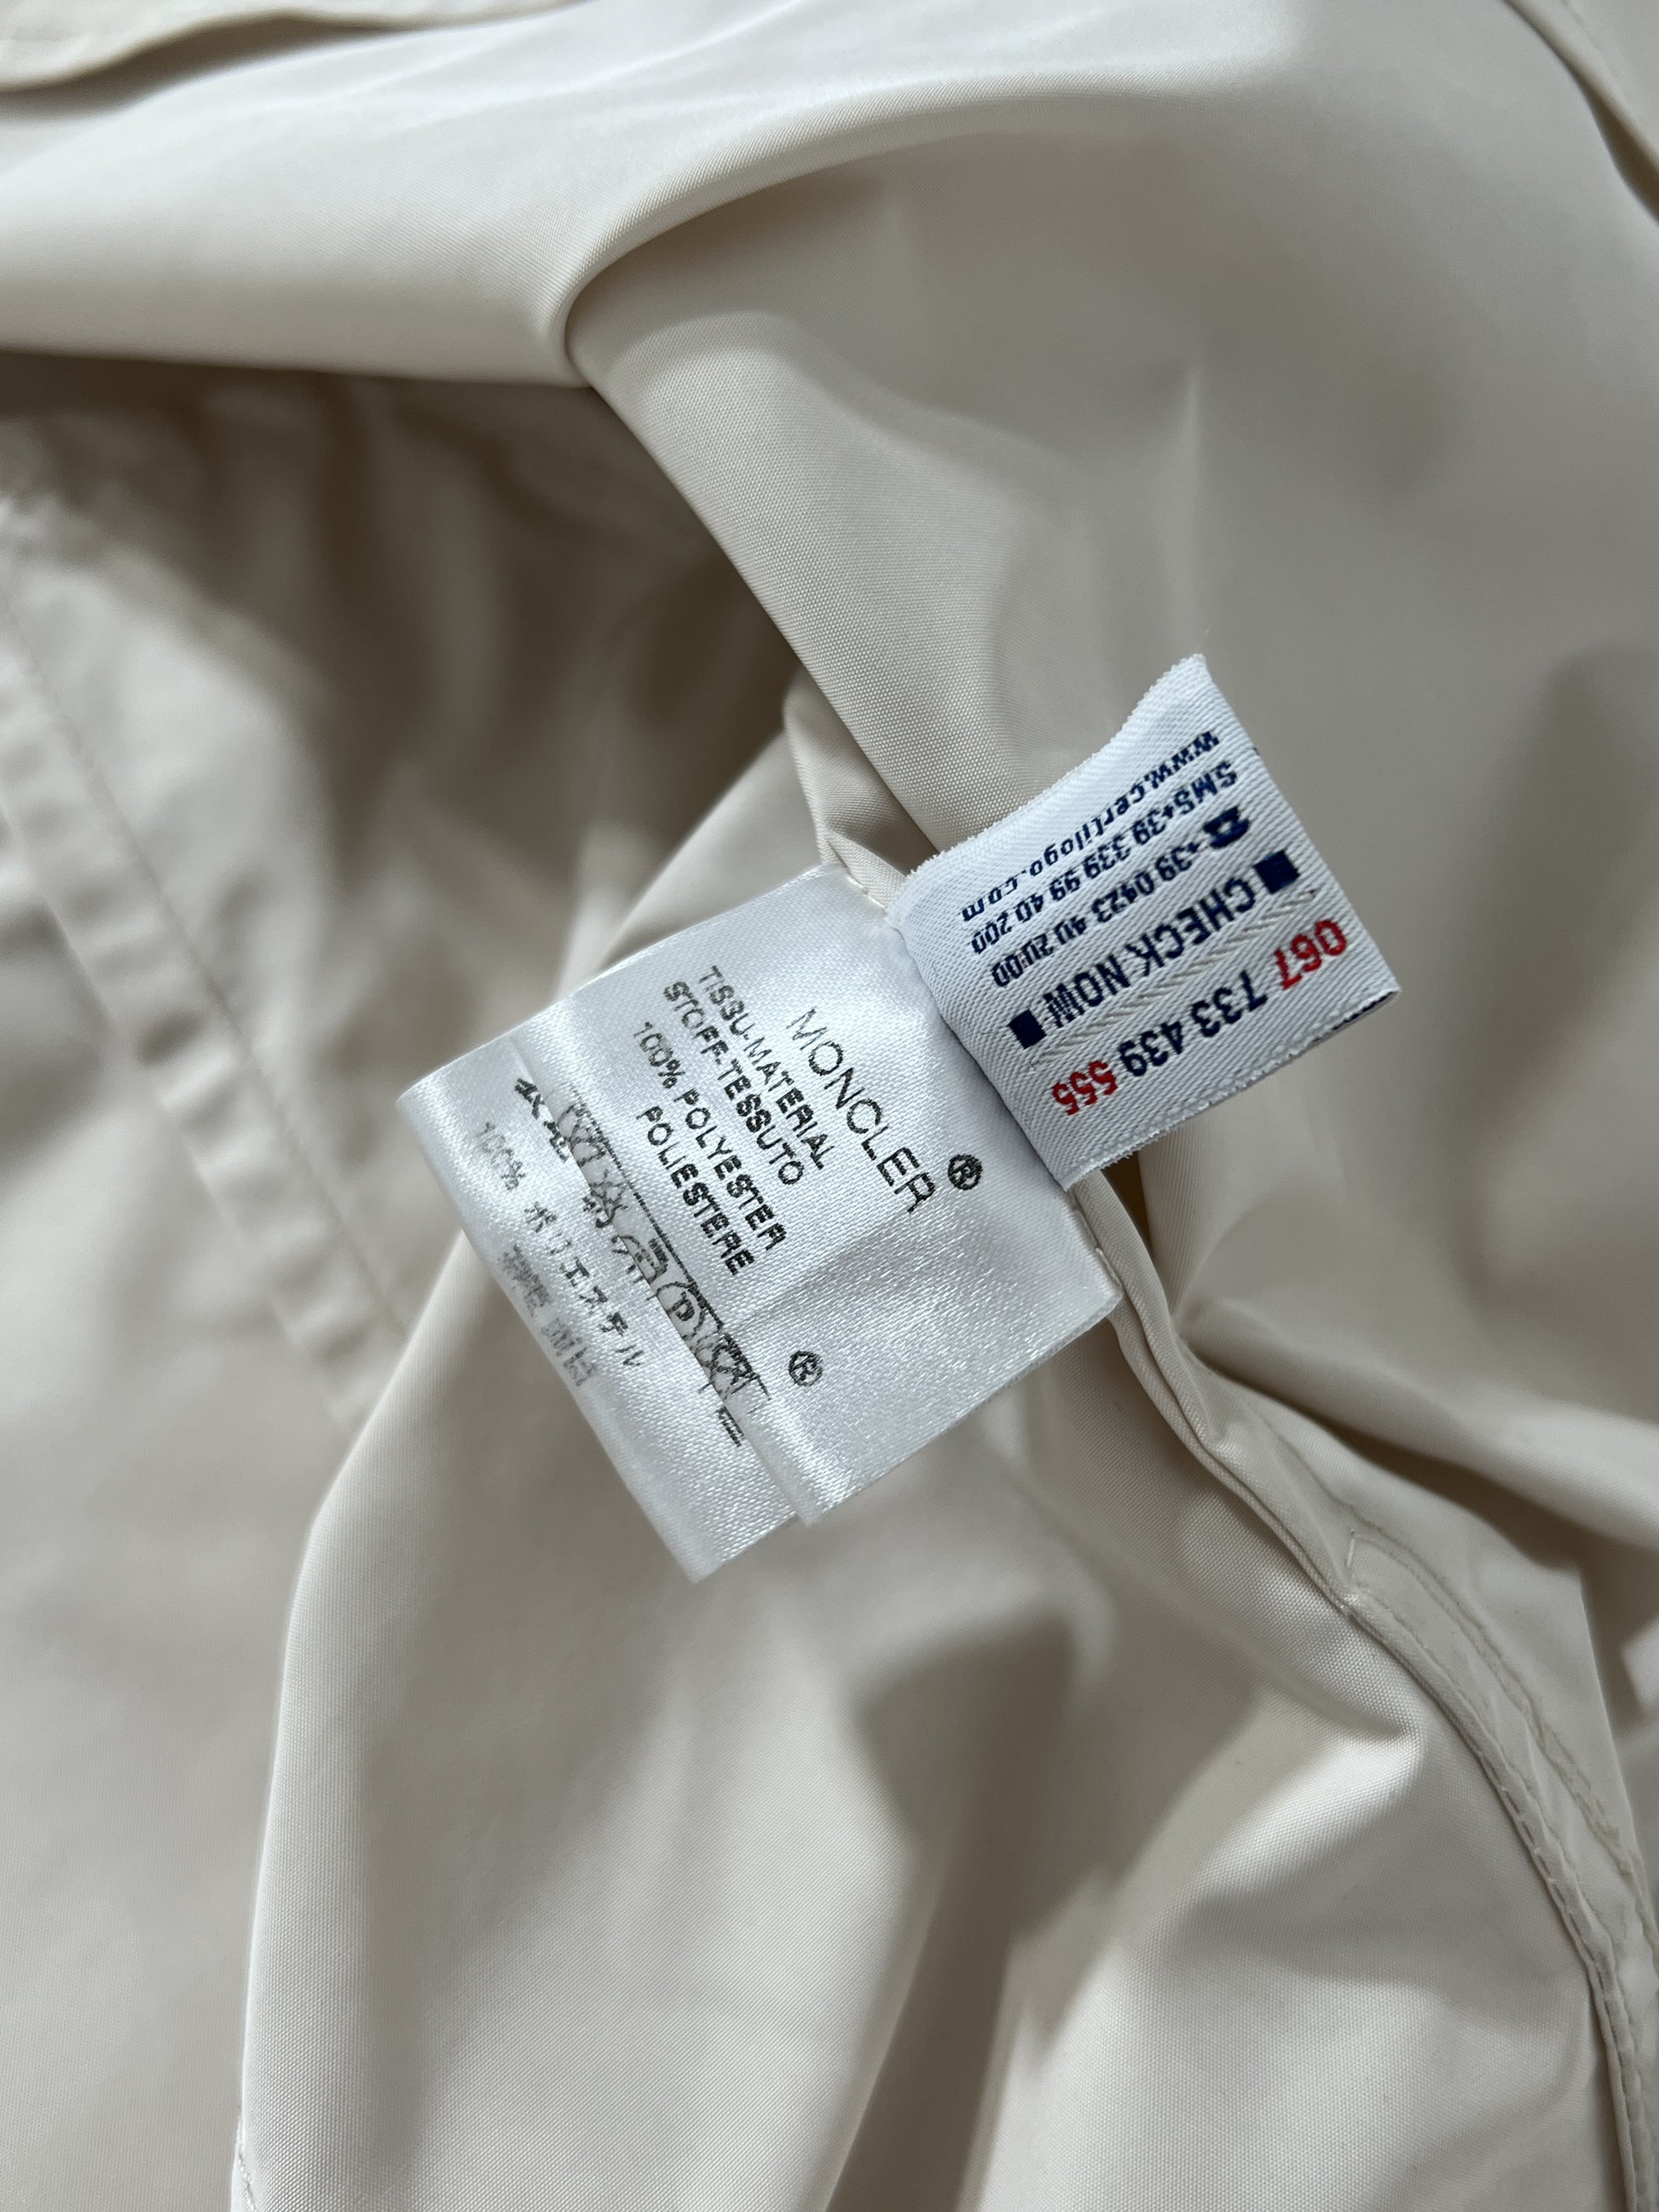 MONCLER®
TISSU-MATERIAL
STOFF-TESSUTO
100% POLYESTER
POLIESTERE
®
100% ポリエステル
067 733 439 555
CHECK NOW
☎ +39 0423 40 20:00
SMS+39 339 99 40 200
www.certilogo.com